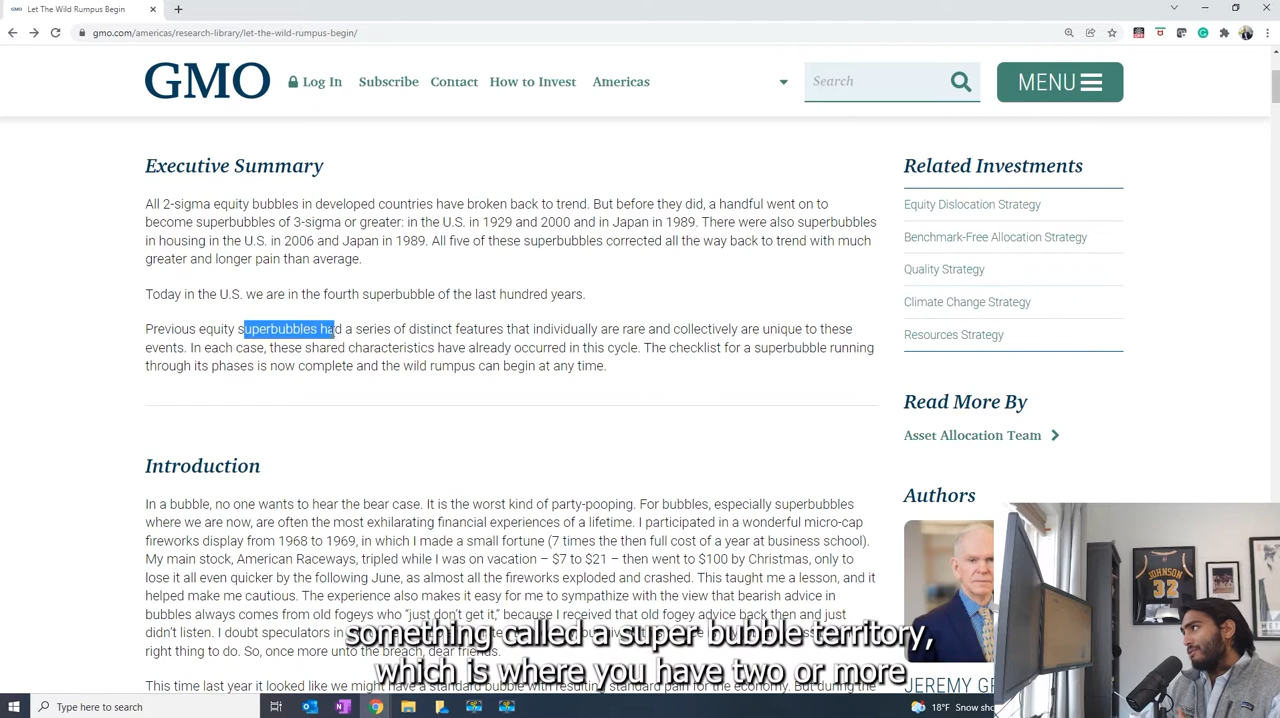 Let The Wild Rumpus Begin
gmo.com/americas/research-library/let-the-wild-rumpus-begin/
GMO
Log In
Subscribe
Contact
How to Invest
Americas
Search
MENU
Executive Summary
All 2-sigma equity bubbles in developed countries have broken back to trend. But before they did, a handful went on to
become superbubbles of 3-sigma or greater: in the U.S. in 1929 and 2000 and in Japan in 1989. There were also superbubbles
in housing in the U.S. in 2006 and Japan in 1989. All five of these superbubbles corrected all the way back to trend with much
greater and longer pain than average.
Today in the U.S. we are in the fourth superbubble of the last hundred years.
Previous equity superbubbles had a series of distinct features that individually are rare and collectively are unique to these
events. In each case, these shared characteristics have already occurred in this cycle. The checklist for a superbubble running
through its phases is now complete and the wild rumpus can begin at any time.
Introduction
In a bubble, no one wants to hear the bear case. It is the worst kind of party-pooping. For bubbles, especially superbubbles
where we are now, are often the most exhilarating financial experiences of a lifetime. I participated in a wonderful micro-cap
fireworks display from 1968 to 1969, in which I made a small fortune (7 times the then full cost of a year at business school).
My main stock, American Raceways, tripled while I was on vacation – $7 to $21 – then went to $100 by Christmas, only to
lose it all even quicker by the following June, as almost all the fireworks exploded and crashed. This taught me a lesson, and it
helped make me cautious. The experience also makes it easy for me to sympathize with the view that bearish advice in
bubbles always comes from old fogeys who "just don't get it," because I received that old fogey advice back then and just
didn't listen. I doubt speculators in
right thing to do. So, once more unto the breach, dear friends.
This time last year it looked like we might have a standard bubble with resulting standard pain for the economy. But during the
Related Investments
Equity Dislocation Strategy
Benchmark-Free Allocation Strategy
Quality Strategy
Climate Change Strategy
Resources Strategy
Read More By
Asset Allocation Team
Authors
JEREMY GR
JOHNSON
32
something called a super bubble territory,
which is where you have two or more
Type here to search
18°F Snow sho